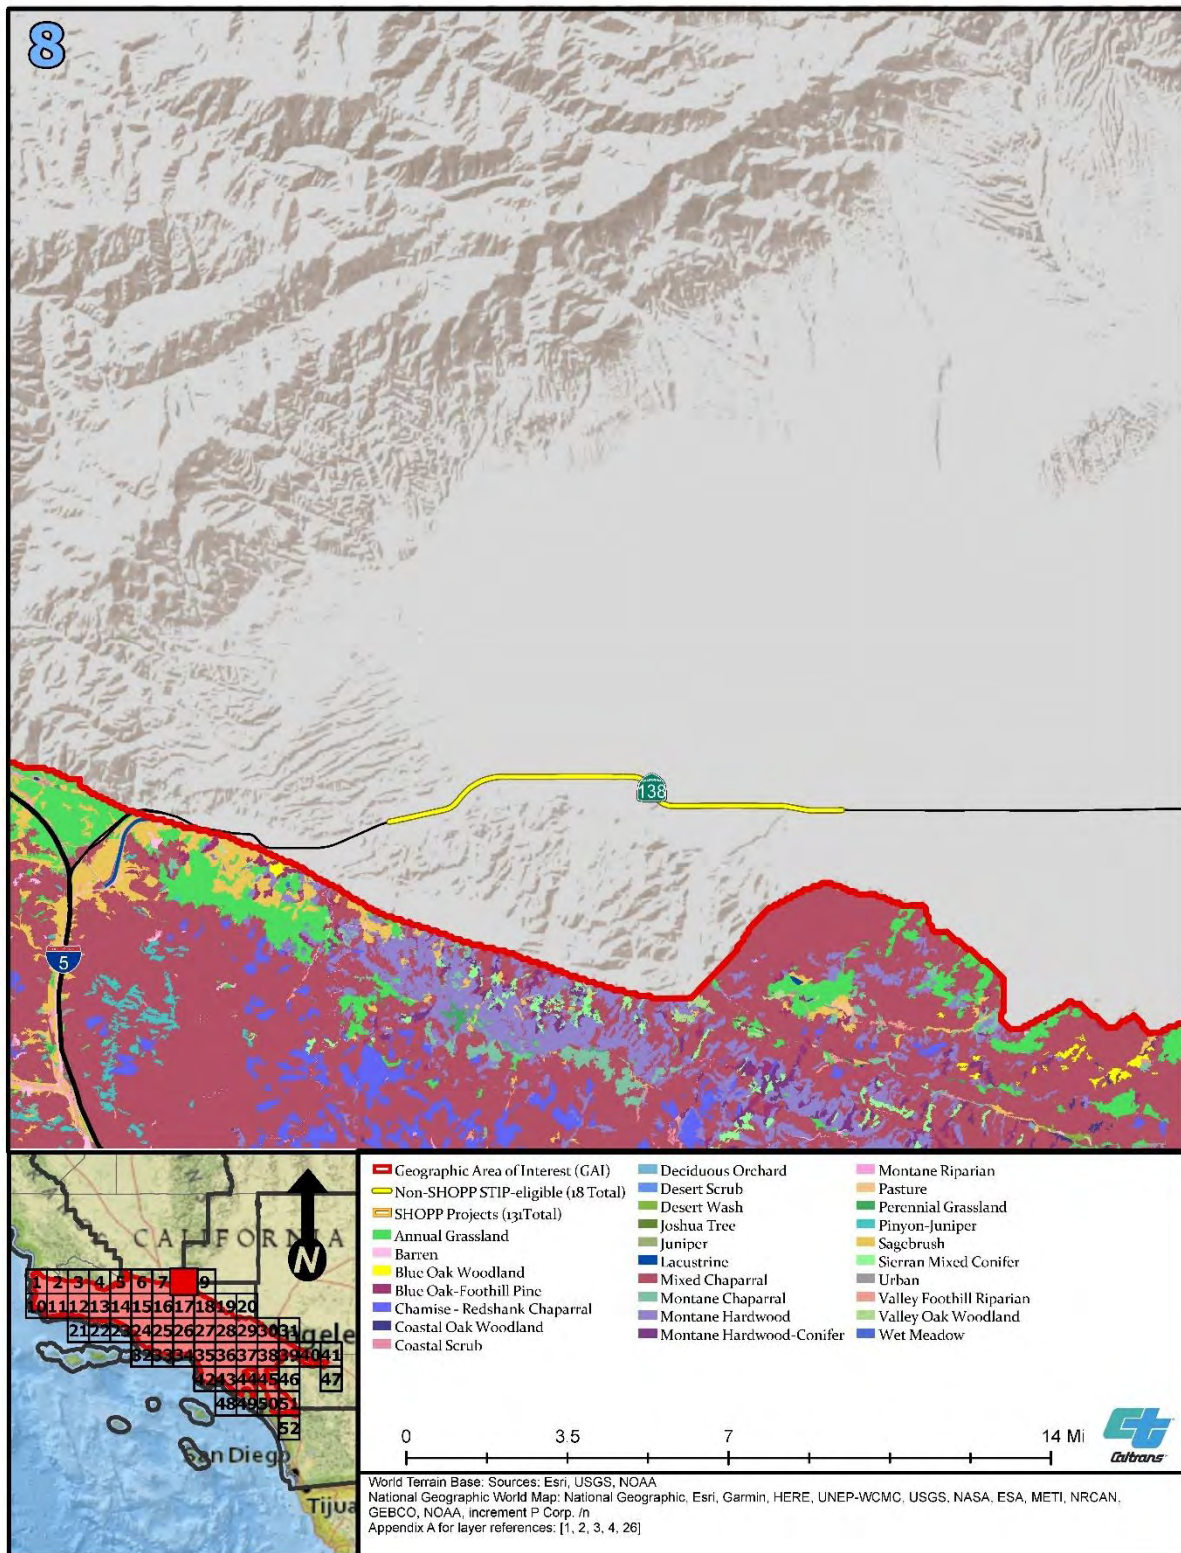 8
138
5
CALIFORNIA
1 2 3 4 5 6 7 9
10 11 12 13 14 15 16 17 18 19 20
21 22 23 24 25 26 27 28 29 30 31
32 33 34 35 36 37 38 39 40 41
42 43 44 45 46 47
48 49 50 51
52
San Diego
Tijua
N
Geographic Area of Interest (GAI)
Non-SHOPP STIP-eligible (18 Total)
SHOPP Projects (131Total)
Annual Grassland
Barren
Blue Oak Woodland
Blue Oak-Foothill Pine
Chamise - Redshank Chaparral
Coastal Oak Woodland
Coastal Scrub
Deciduous Orchard
Desert Scrub
Desert Wash
Joshua Tree
Juniper
Lacustrine
Mixed Chaparral
Montane Chaparral
Montane Hardwood
Montane Hardwood-Conifer
Montane Riparian
Pasture
Perennial Grassland
Pinyon-Juniper
Sagebrush
Sierran Mixed Conifer
Urban
Valley Foothill Riparian
Valley Oak Woodland
Wet Meadow
0 3.5 7 14 Mi
Caltrans
World Terrain Base: Sources: Esri, USGS, NOAA
National Geographic World Map: National Geographic, Esri, Garmin, HERE, UNEP-WCMC, USGS, NASA, ESA, METI, NRCAN,
GEBCO, NOAA, increment P Corp. /n
Appendix A for layer references: [1, 2, 3, 4, 26]